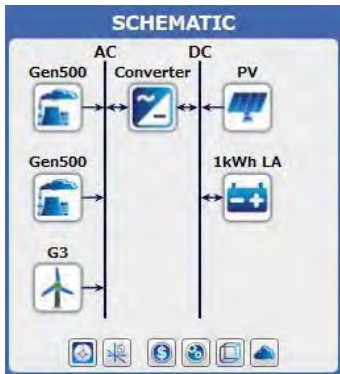 SCHEMATIC
AC DC
Gen500 Converter PV
Gen500 1kWh LA
G3